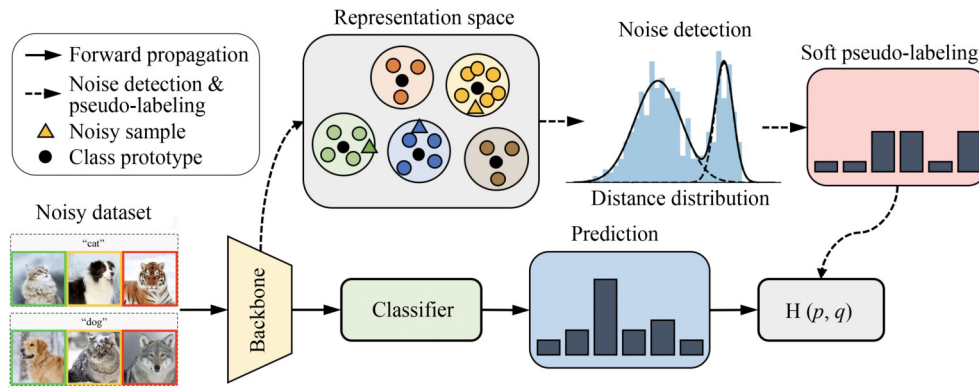 Representation space
Forward propagation
Noise detection &
pseudo-labeling
Noisy sample
Class prototype
Noise detection
Distance distribution
Soft pseudo-labeling
Noisy dataset
“cat”
“dog”
Backbone
Classifier
Prediction
H (p, q)